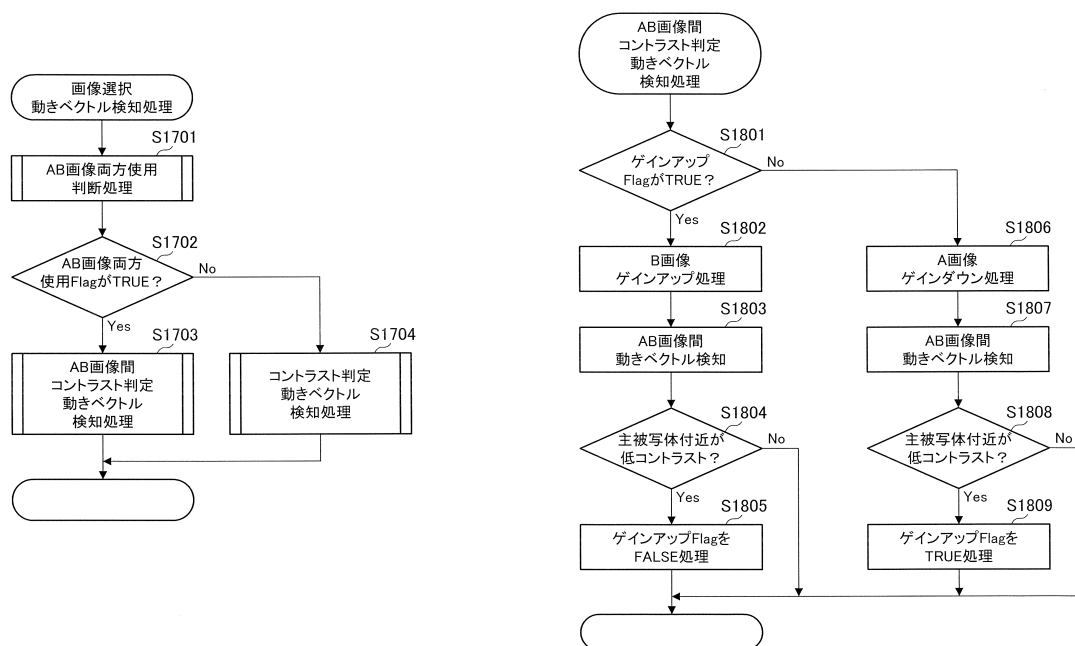 画像選択
動きベクトル検知処理
S1701
AB画像両方使用
判断処理
S1702
AB画像両方
使用FlagがTRUE？
No
Yes
S1703
AB画像間
コントラスト判定
動きベクトル
検知処理
S1704
コントラスト判定
動きベクトル
検知処理
AB画像間
コントラスト判定
動きベクトル
検知処理
S1801
ゲインアップ
FlagがTRUE？
No
Yes
S1802
B画像
ゲインアップ処理
S1803
AB画像間
動きベクトル検知
S1804
主被写体付近が
低コントラスト？
No
Yes
S1805
ゲインアップFlagを
FALSE処理
S1806
A画像
ゲインダウン処理
S1807
AB画像間
動きベクトル検知
S1808
主被写体付近が
低コントラスト？
No
Yes
S1809
ゲインアップFlagを
TRUE処理